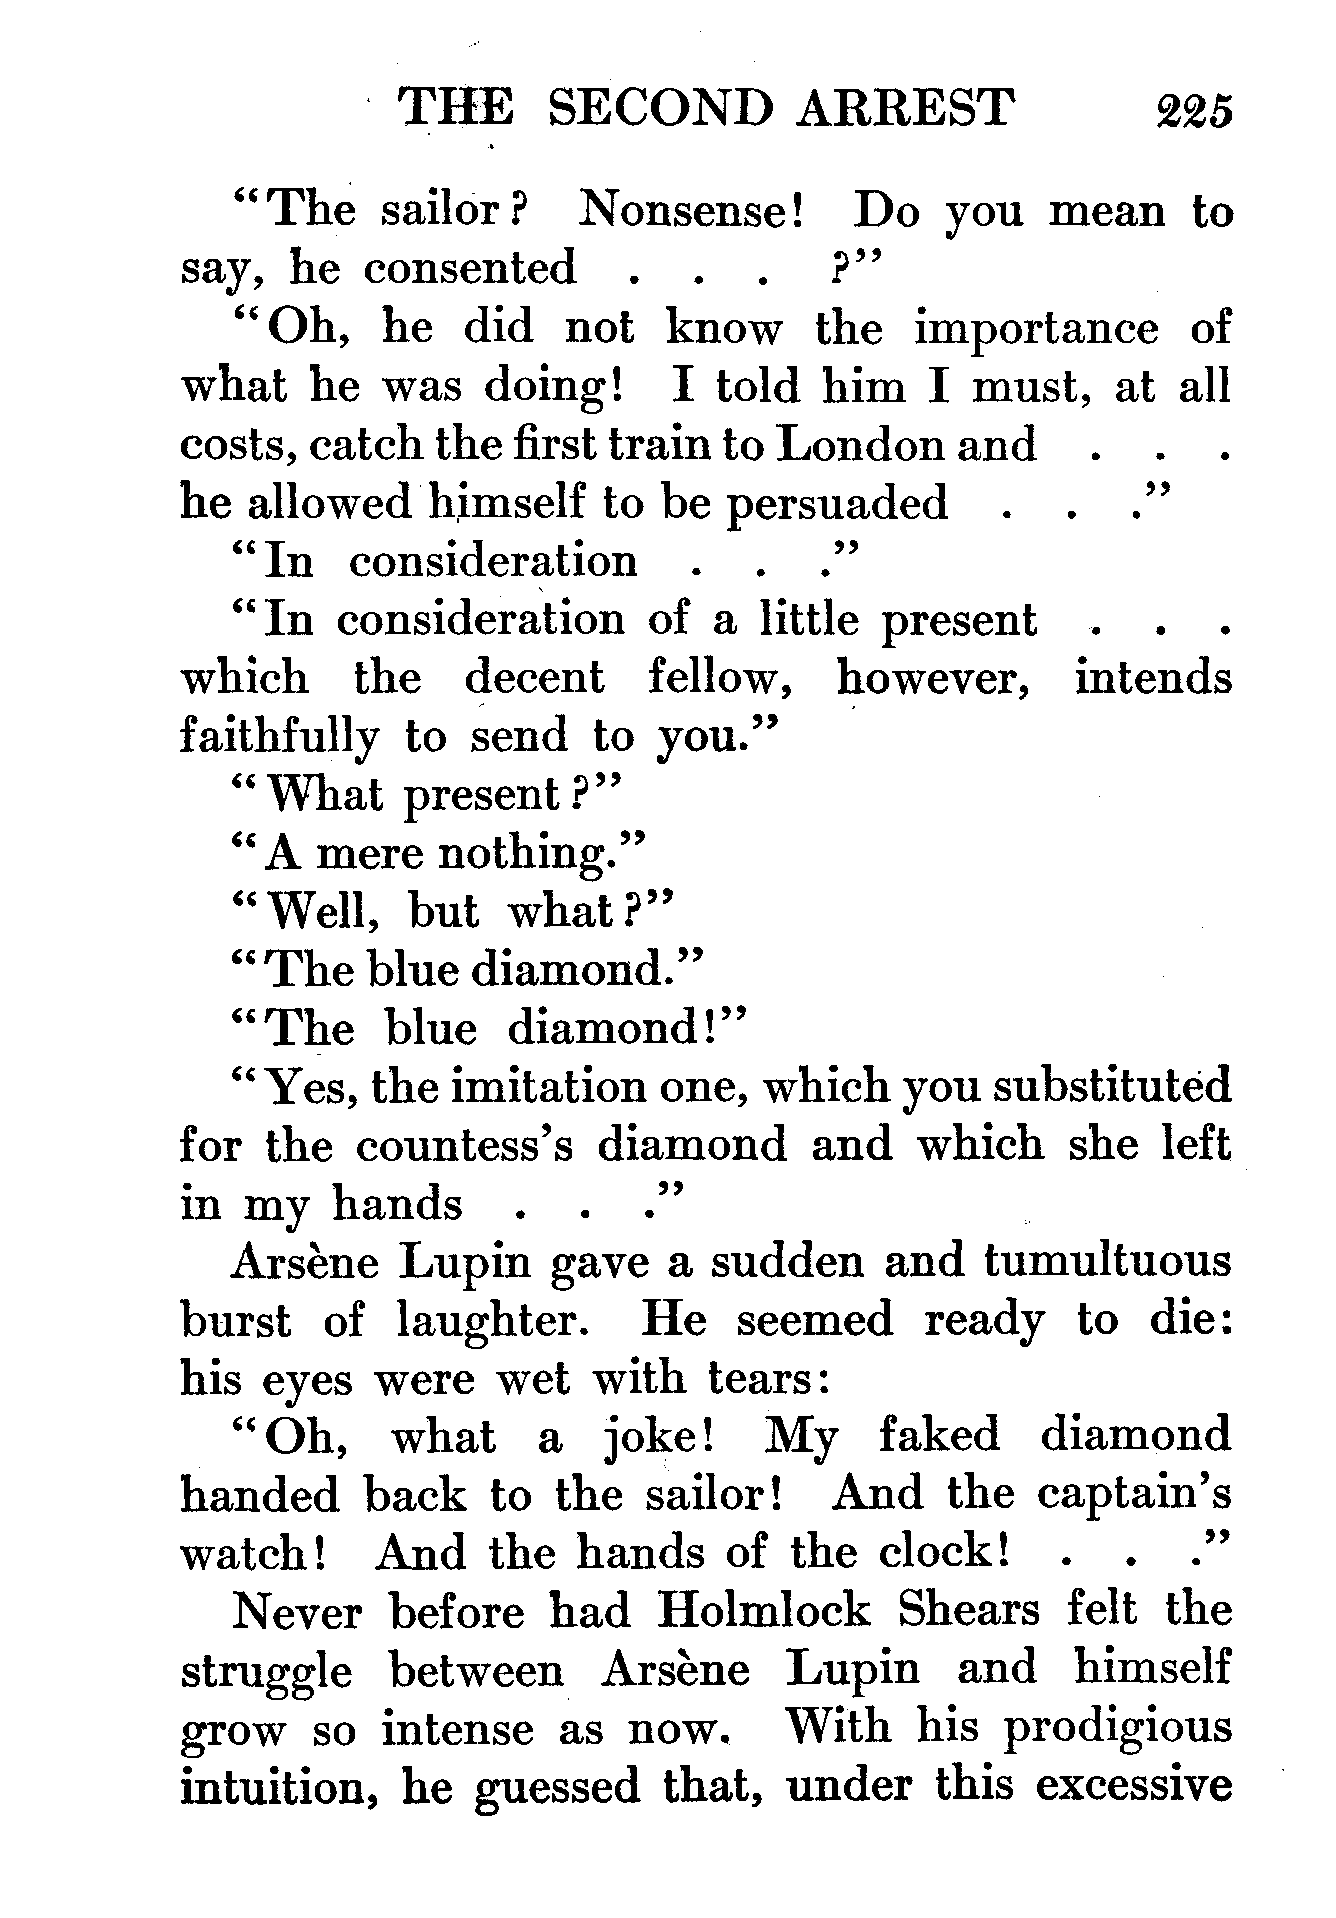 THE SECOND ARREST 225
"The sailor? Nonsense! Do you mean to
say, he consented . . . ?"
"Oh, he did not know the importance of
what he was doing! I told him I must, at all
costs, catch the first train to London and . . .
he allowed himself to be persuaded . . ."
"In consideration . . ."
"In consideration of a little present . . .
which the decent fellow, however, intends
faithfully to send to you."
"What present?"
"A mere nothing."
"Well, but what?"
"The blue diamond."
"The blue diamond!"
"Yes, the imitation one, which you substituted
for the countess's diamond and which she left
in my hands . . ."
Arsène Lupin gave a sudden and tumultuous
burst of laughter. He seemed ready to die:
his eyes were wet with tears:
"Oh, what a joke! My faked diamond
handed back to the sailor! And the captain's
watch! And the hands of the clock! . . ."
Never before had Holmlock Shears felt the
struggle between Arsène Lupin and himself
grow so intense as now. With his prodigious
intuition, he guessed that, under this excessive